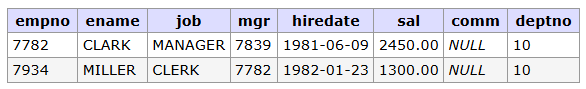 empno ename job mgr hiredate sal comm deptno
7782 CLARK MANAGER 7839 1981-06-09 2450.00 NULL 10
7934 MILLER CLERK 7782 1982-01-23 1300.00 NULL 10